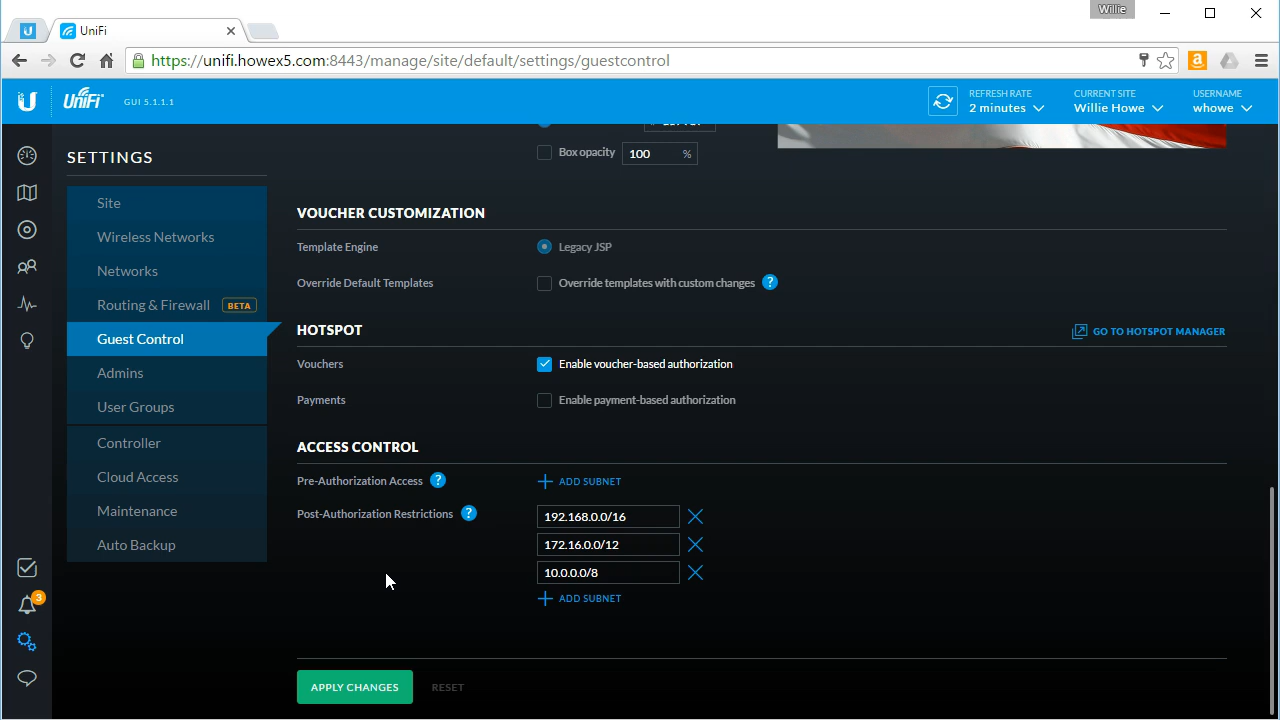 Willie
UniFi
https://unifi.howex5.com:8443/manage/site/default/settings/guestcontrol
UniFi GUI 5.1.1.1
REFRESH RATE
2 minutes
CURRENT SITE
Willie Howe
USERNAME
whowe
SETTINGS
Site
Wireless Networks
Networks
Routing & Firewall BETA
Guest Control
Admins
User Groups
Controller
Cloud Access
Maintenance
Auto Backup
3
Box opacity 100 %
VOUCHER CUSTOMIZATION
Template Engine Legacy JSP
Override Default Templates Override templates with custom changes ?
HOTSPOT GO TO HOTSPOT MANAGER
Vouchers Enable voucher-based authorization
Payments Enable payment-based authorization
ACCESS CONTROL
Pre-Authorization Access ? ADD SUBNET
Post-Authorization Restrictions ? 192.168.0.0/16
172.16.0.0/12
10.0.0.0/8
ADD SUBNET
APPLY CHANGES RESET